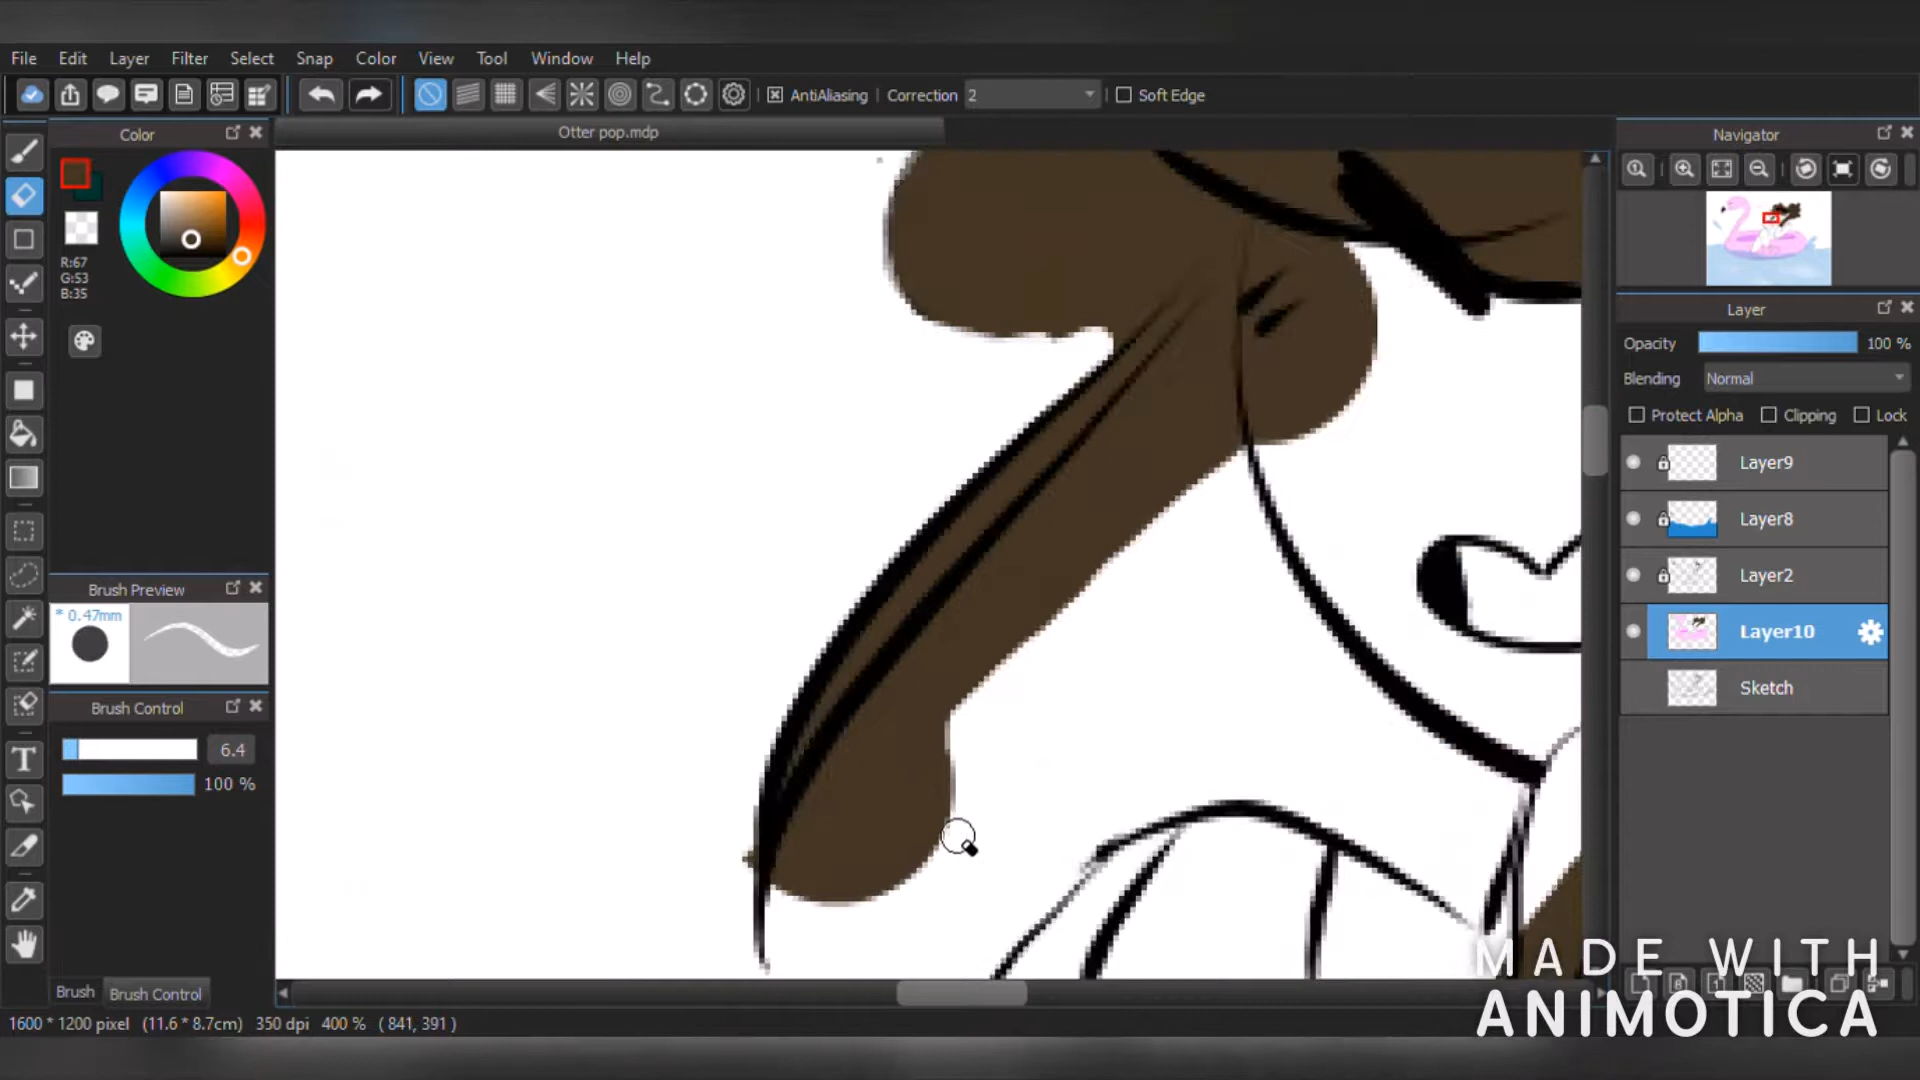 File Edit Layer Filter Select Snap Color View Tool Window Help
AntiAliasing Correction 2 Soft Edge
Color
Otter pop.mdp
Navigator
R:67
G:53
B:35
Layer
Opacity 100 %
Blending Normal
Protect Alpha Clipping Lock
Layer9
Layer8
Layer2
Layer10
Sketch
Brush Preview
* 0.47mm
Brush Control
6.4
100 %
Brush Brush Control
1600 * 1200 pixel (11.6 * 8.7cm) 350 dpi 400 % ( 841, 391 )
MADE WITH
ANIMOTICA